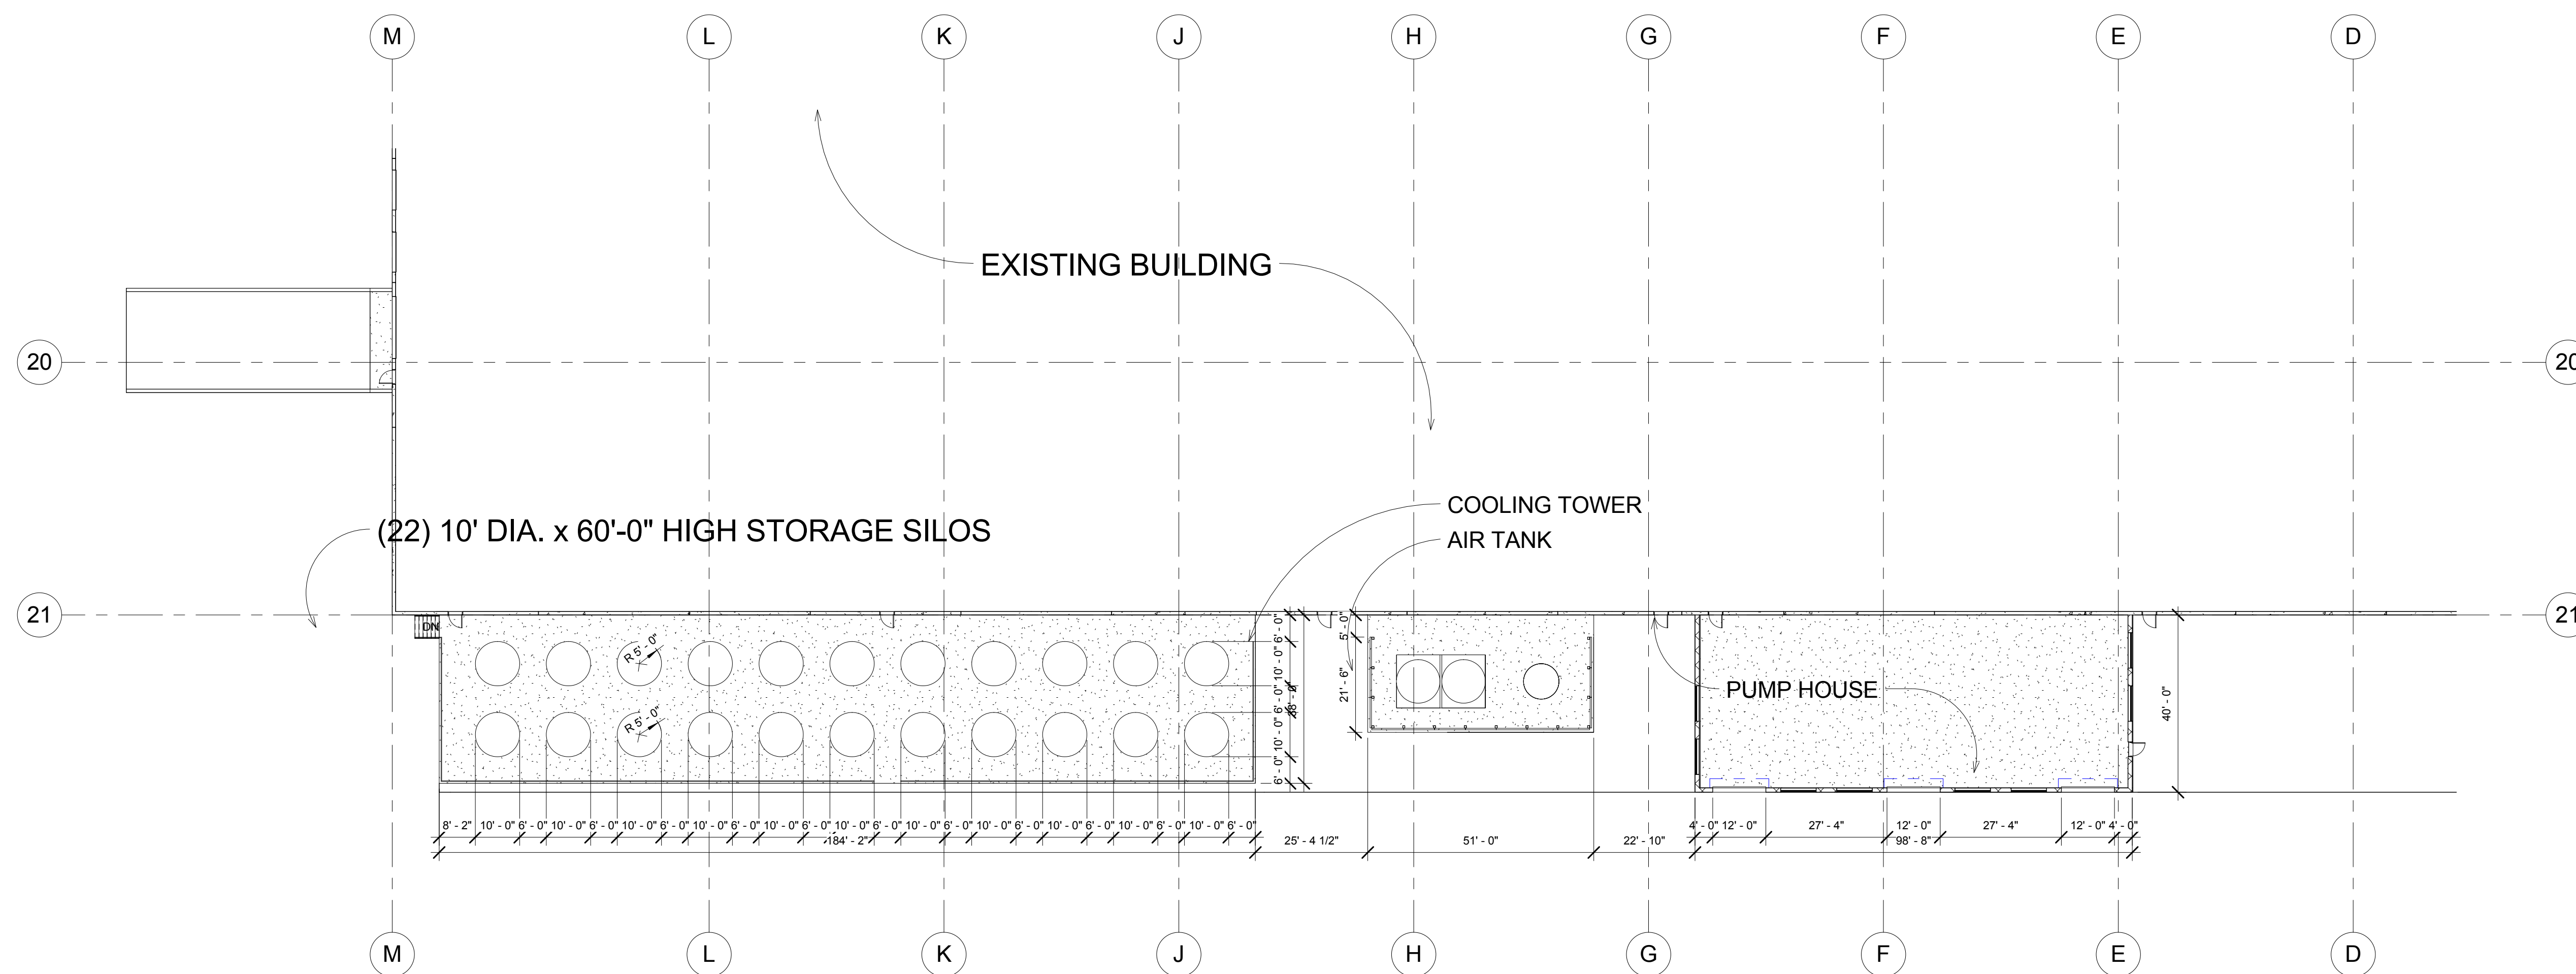 M
L
K
J
H
G
F
E
D
EXISTING BUILDING
20
20
COOLING TOWER
(22) 10' DIA. x 60'-0" HIGH STORAGE SILOS
AIR TANK
21
21
DN
R 5' - 0"
R 5' - 0"
6' - 0"
10' - 0"
6' - 0"
6' - 0"
10' - 0"
6' - 0"
5' - 0"
21' - 6"
PUMP HOUSE
40' - 0"
8' - 2" 10' - 0" 6' - 0" 10' - 0" 6' - 0" 10' - 0" 6' - 0" 10' - 0" 6' - 0" 10' - 0" 6' - 0" 10' - 0" 6' - 0" 10' - 0" 6' - 0" 10' - 0" 6' - 0" 10' - 0" 6' - 0" 10' - 0" 6' - 0" 10' - 0" 6' - 0"
4' - 0" 12' - 0" 27' - 4" 12' - 0" 27' - 4" 12' - 0" 4' - 0"
184' - 2" 25' - 4 1/2" 51' - 0" 22' - 10" 98' - 8"
M
L
K
J
H
G
F
E
D